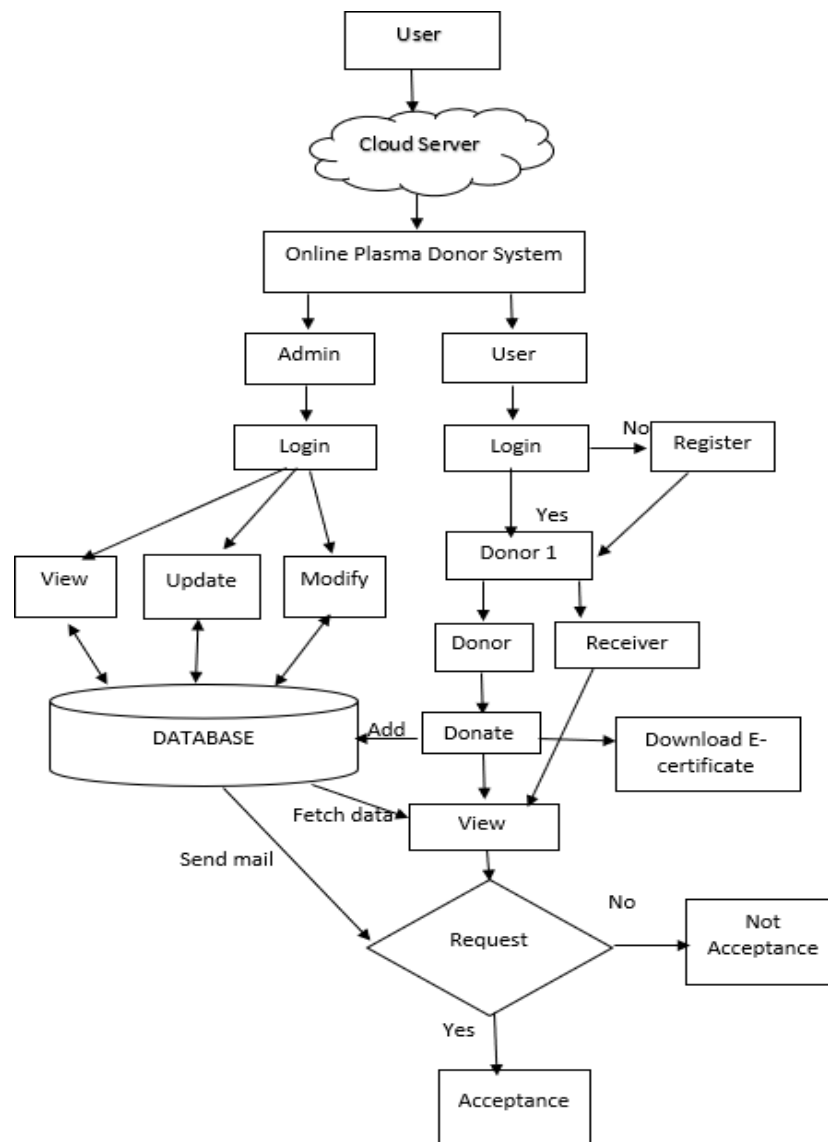 User
Cloud Server
Online Plasma Donor System
Admin
User
Login
Login
No
Register
Yes
Donor 1
View
Update
Modify
Donor
Receiver
DATABASE
Add
Donate
Download E-
certificate
Fetch data
View
Send mail
Request
No
Not
Acceptance
Yes
Acceptance